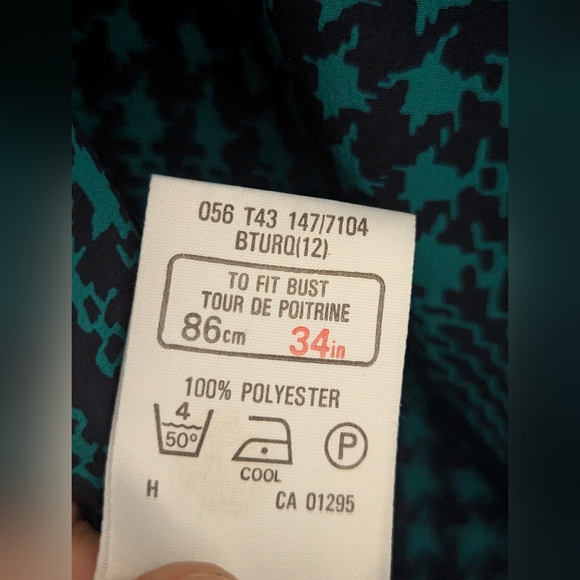 056 T43 147/7104
BTURQ(12)
TO FIT BUST
TOUR DE POITRINE
86cm 34in
100% POLYESTER
4
50°
P
COOL
H CA 01295